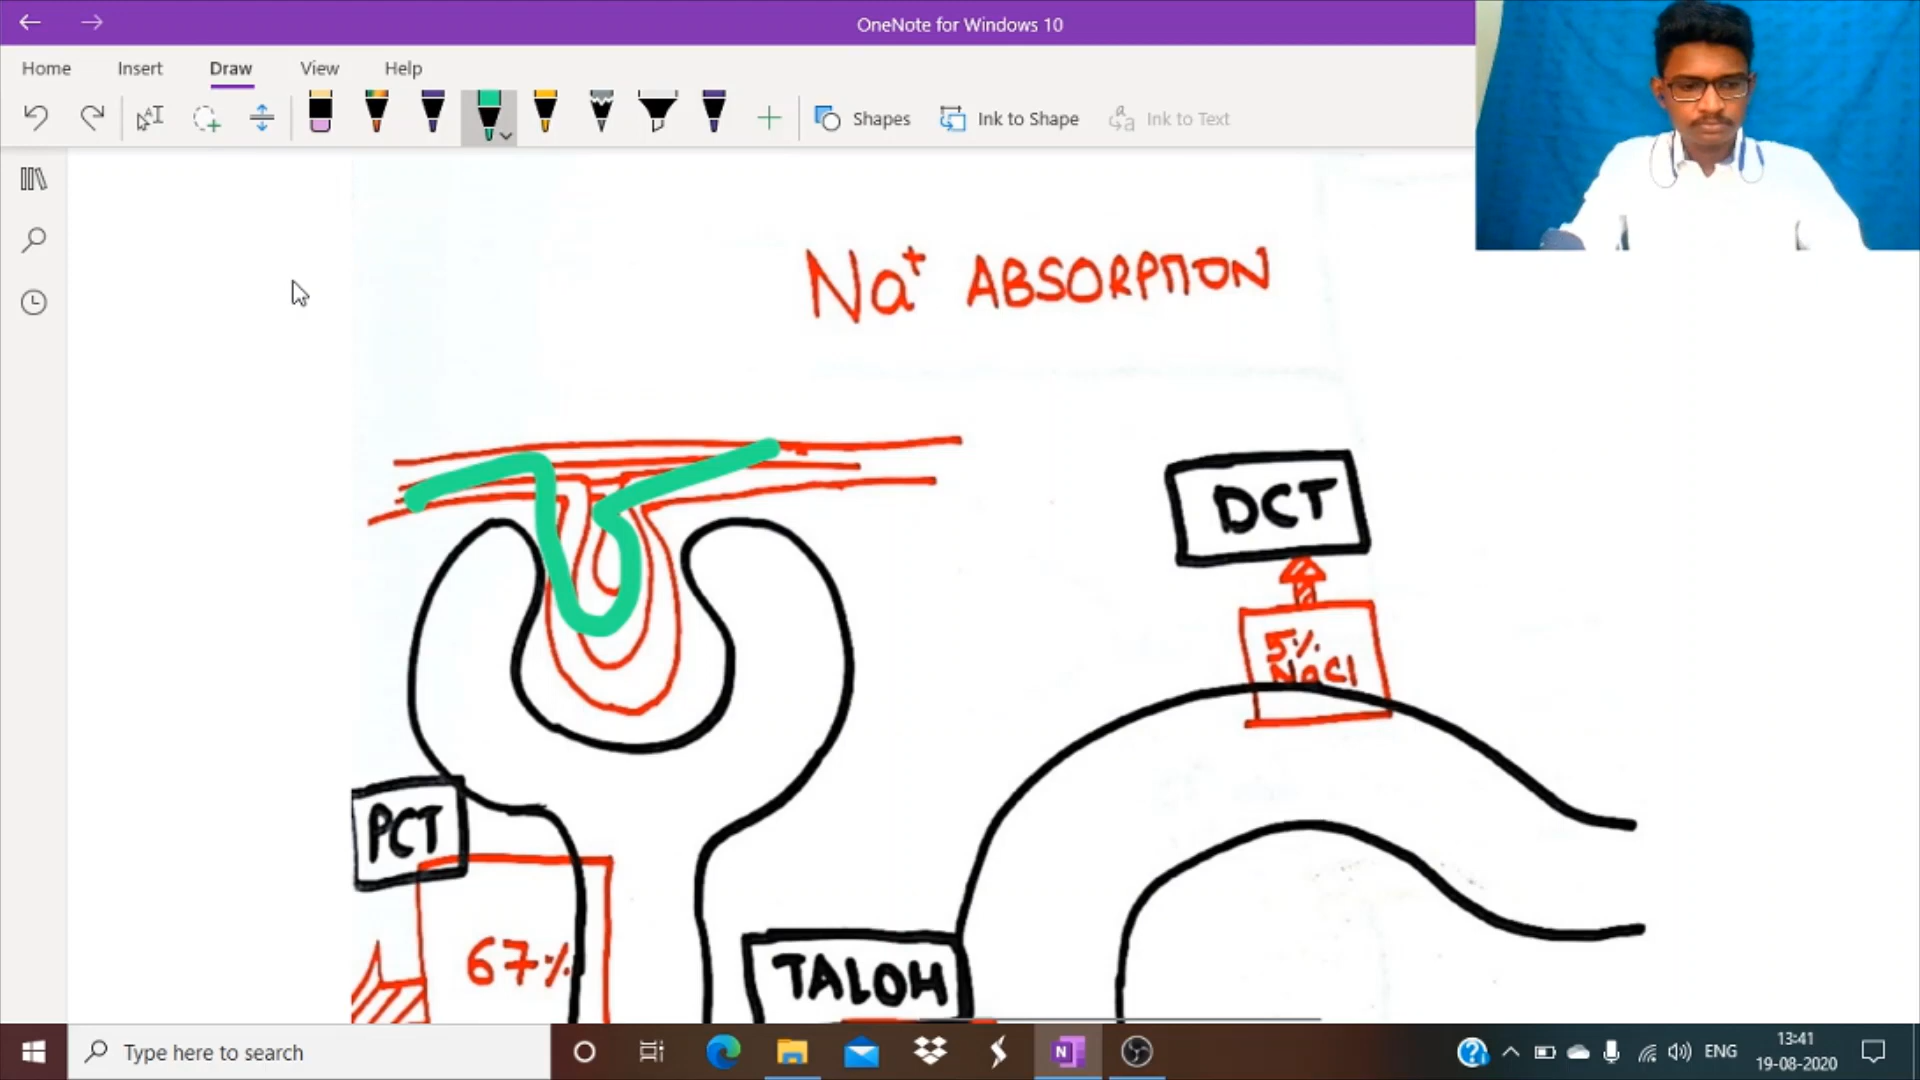 OneNote for Windows 10
Home Insert Draw View Help
Shapes Ink to Shape Ink to Text
Na+ ABSORPTION
DCT
5%
NaCl
PCT
67%
TALOH
Type here to search
ENG
13:41
19-08-2020